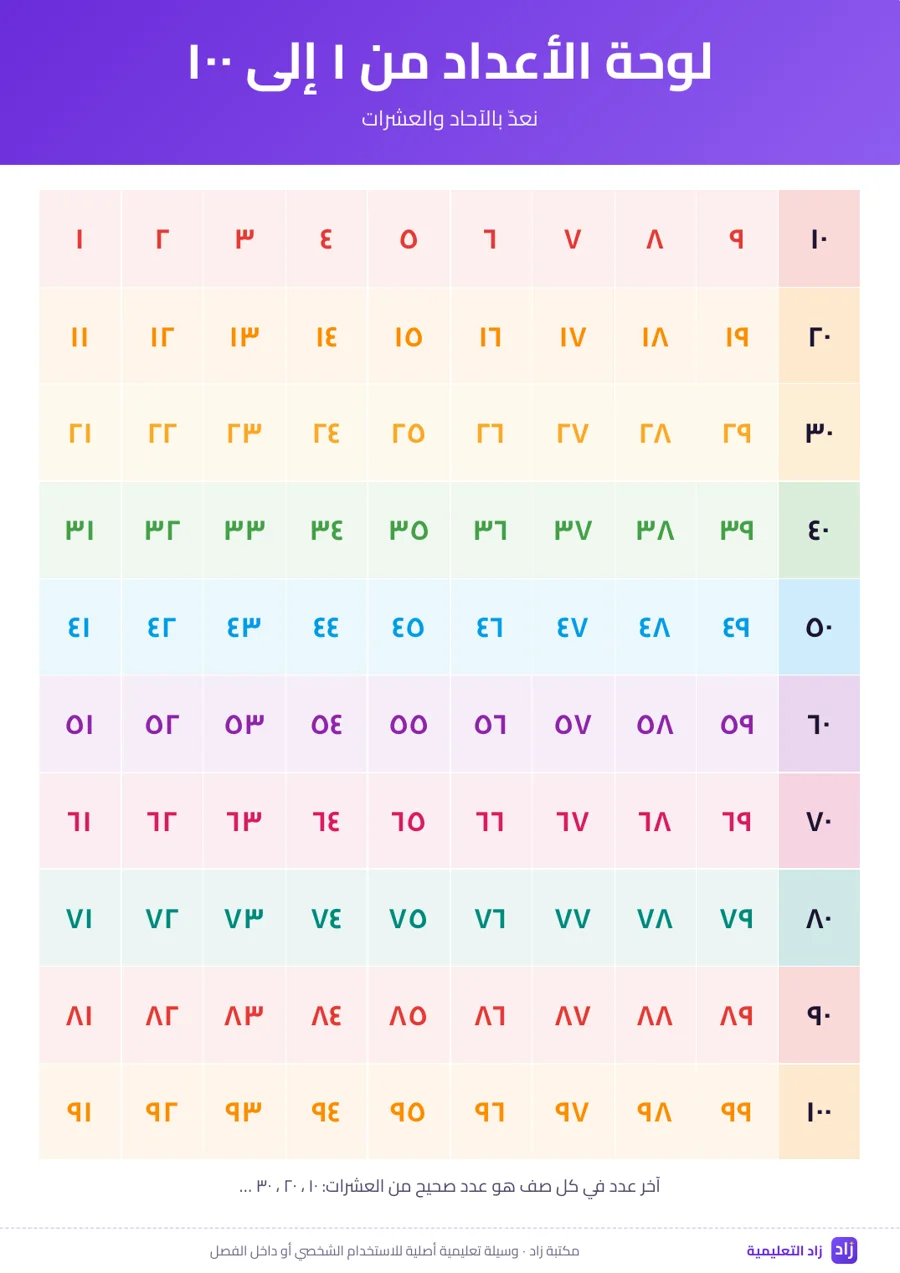 لوحة الأعداد من ١ إلى ١٠٠
نعدّ بالآحاد والعشرات
١ ٢ ٣ ٤ ٥ ٦ ٧ ٨ ٩ ١٠
١١ ١٢ ١٣ ١٤ ١٥ ١٦ ١٧ ١٨ ١٩ ٢٠
٢١ ٢٢ ٢٣ ٢٤ ٢٥ ٢٦ ٢٧ ٢٨ ٢٩ ٣٠
٣١ ٣٢ ٣٣ ٣٤ ٣٥ ٣٦ ٣٧ ٣٨ ٣٩ ٤٠
٤١ ٤٢ ٤٣ ٤٤ ٤٥ ٤٦ ٤٧ ٤٨ ٤٩ ٥٠
٥١ ٥٢ ٥٣ ٥٤ ٥٥ ٥٦ ٥٧ ٥٨ ٥٩ ٦٠
٦١ ٦٢ ٦٣ ٦٤ ٦٥ ٦٦ ٦٧ ٦٨ ٦٩ ٧٠
٧١ ٧٢ ٧٣ ٧٤ ٧٥ ٧٦ ٧٧ ٧٨ ٧٩ ٨٠
٨١ ٨٢ ٨٣ ٨٤ ٨٥ ٨٦ ٨٧ ٨٨ ٨٩ ٩٠
٩١ ٩٢ ٩٣ ٩٤ ٩٥ ٩٦ ٩٧ ٩٨ ٩٩ ١٠٠
آخر عدد في كل صف هو عدد صحيح من العشرات: ١٠ ، ٢٠ ، ٣٠ ...
زاد زاد التعليمية
مكتبة زاد · وسيلة تعليمية أصلية للاستخدام الشخصي أو داخل الفصل